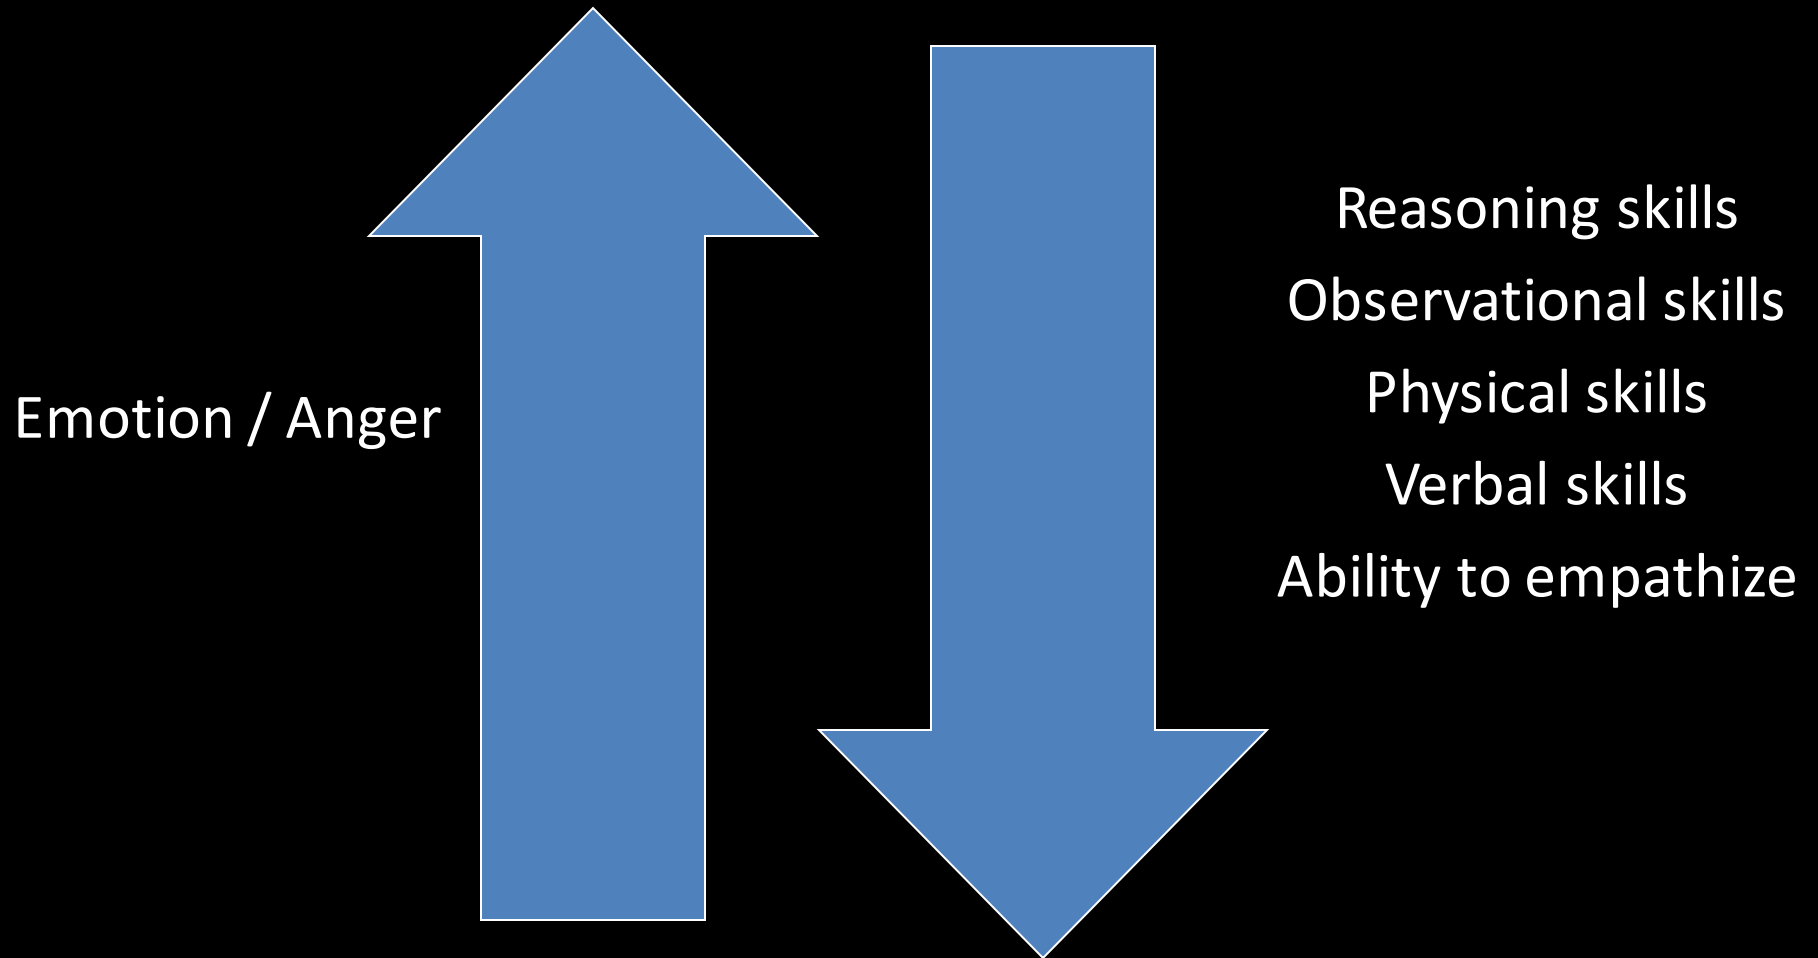 Emotion / Anger
Reasoning skills
Observational skills
Physical skills
Verbal skills
Ability to empathize